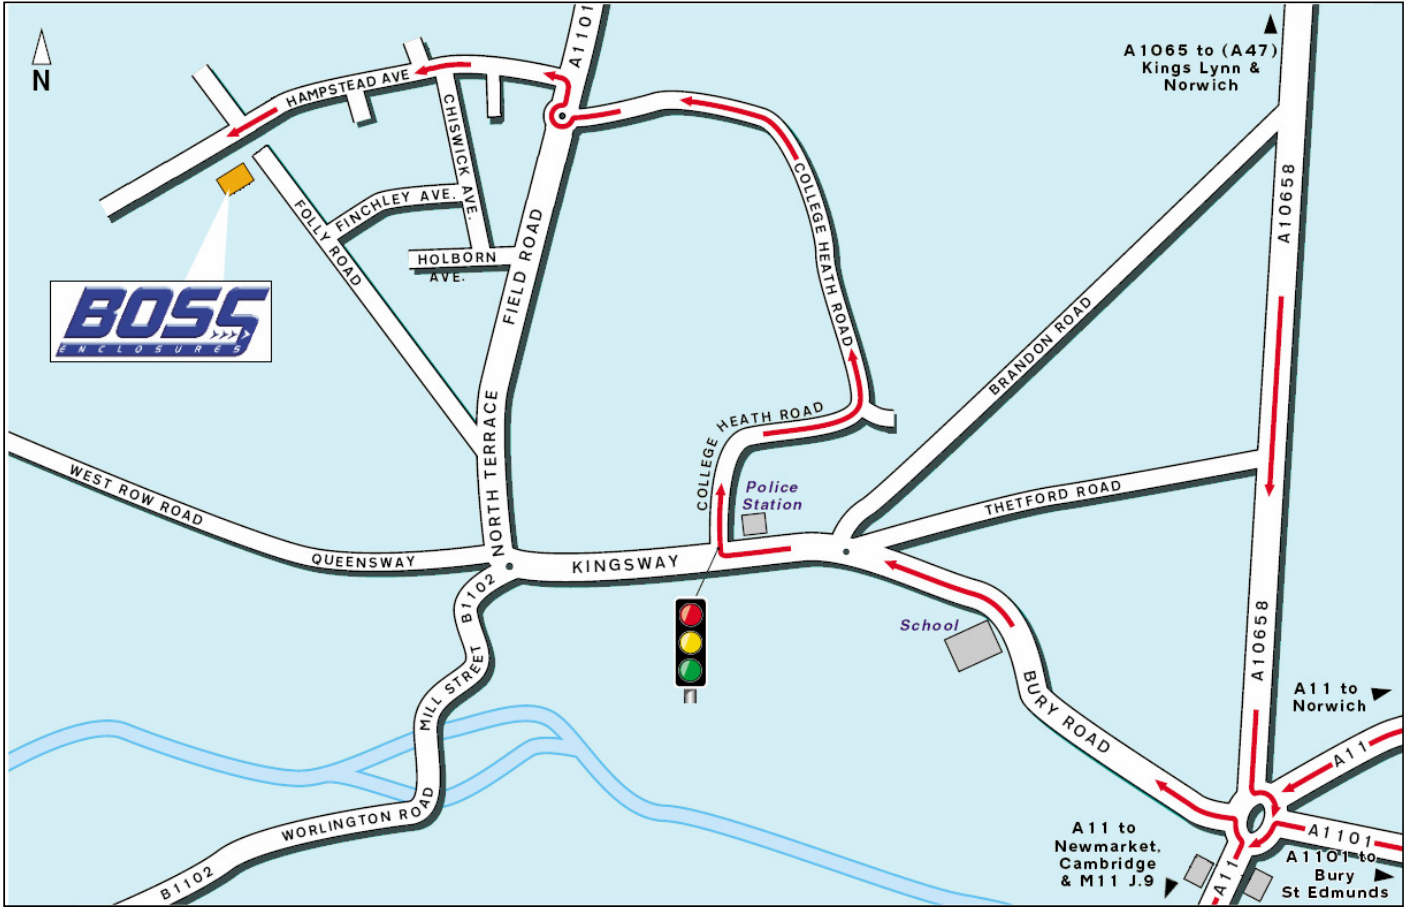 A1101
A1065 to (A47)
Kings Lynn &
Norwich
N
HAMPSTEAD AVE
CHISWICK AVE.
COLLEGE HEATH ROAD
A10658
FINCHLEY AVE.
FOLLY ROAD
FIELD ROAD
HOLBORN
AVE.
BOSS
ENCLOSURES
BRANDON ROAD
NORTH TERRACE
COLLEGE HEATH ROAD
WEST ROW ROAD
Police
Station
THETFORD ROAD
QUEENSWAY
KINGSWAY
B1102
School
A10658
MILL STREET
BURY ROAD
A11 to
Norwich
A11
WORLINGTON ROAD
B1102
A11 to
Newmarket,
Cambridge
& M11 J.9
A1101
A11
A1101 to
Bury
St Edmunds